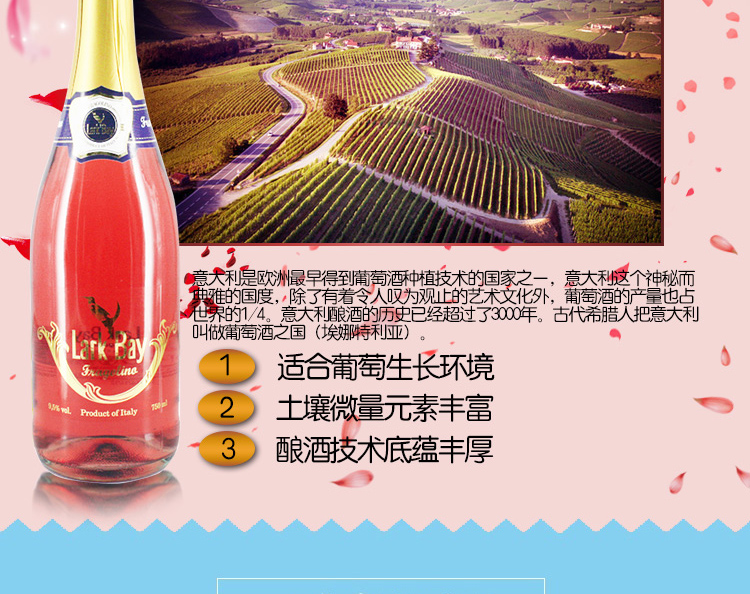 Lark Bay
意大利是欧洲最早得到葡萄酒种植技术的国家之一，意大利这个神秘而
典雅的国度，除了有着令人叹为观止的艺术文化外，葡萄酒的产量也占
世界的1/4。意大利酿酒的历史已经超过了3000年。古代希腊人把意大利
叫做葡萄酒之国（埃娜特利亚）。
Lark Bay
Fragolino
9,5% vol. Product of Italy 750 ml
1 适合葡萄生长环境
2 土壤微量元素丰富
3 酿酒技术底蕴丰厚